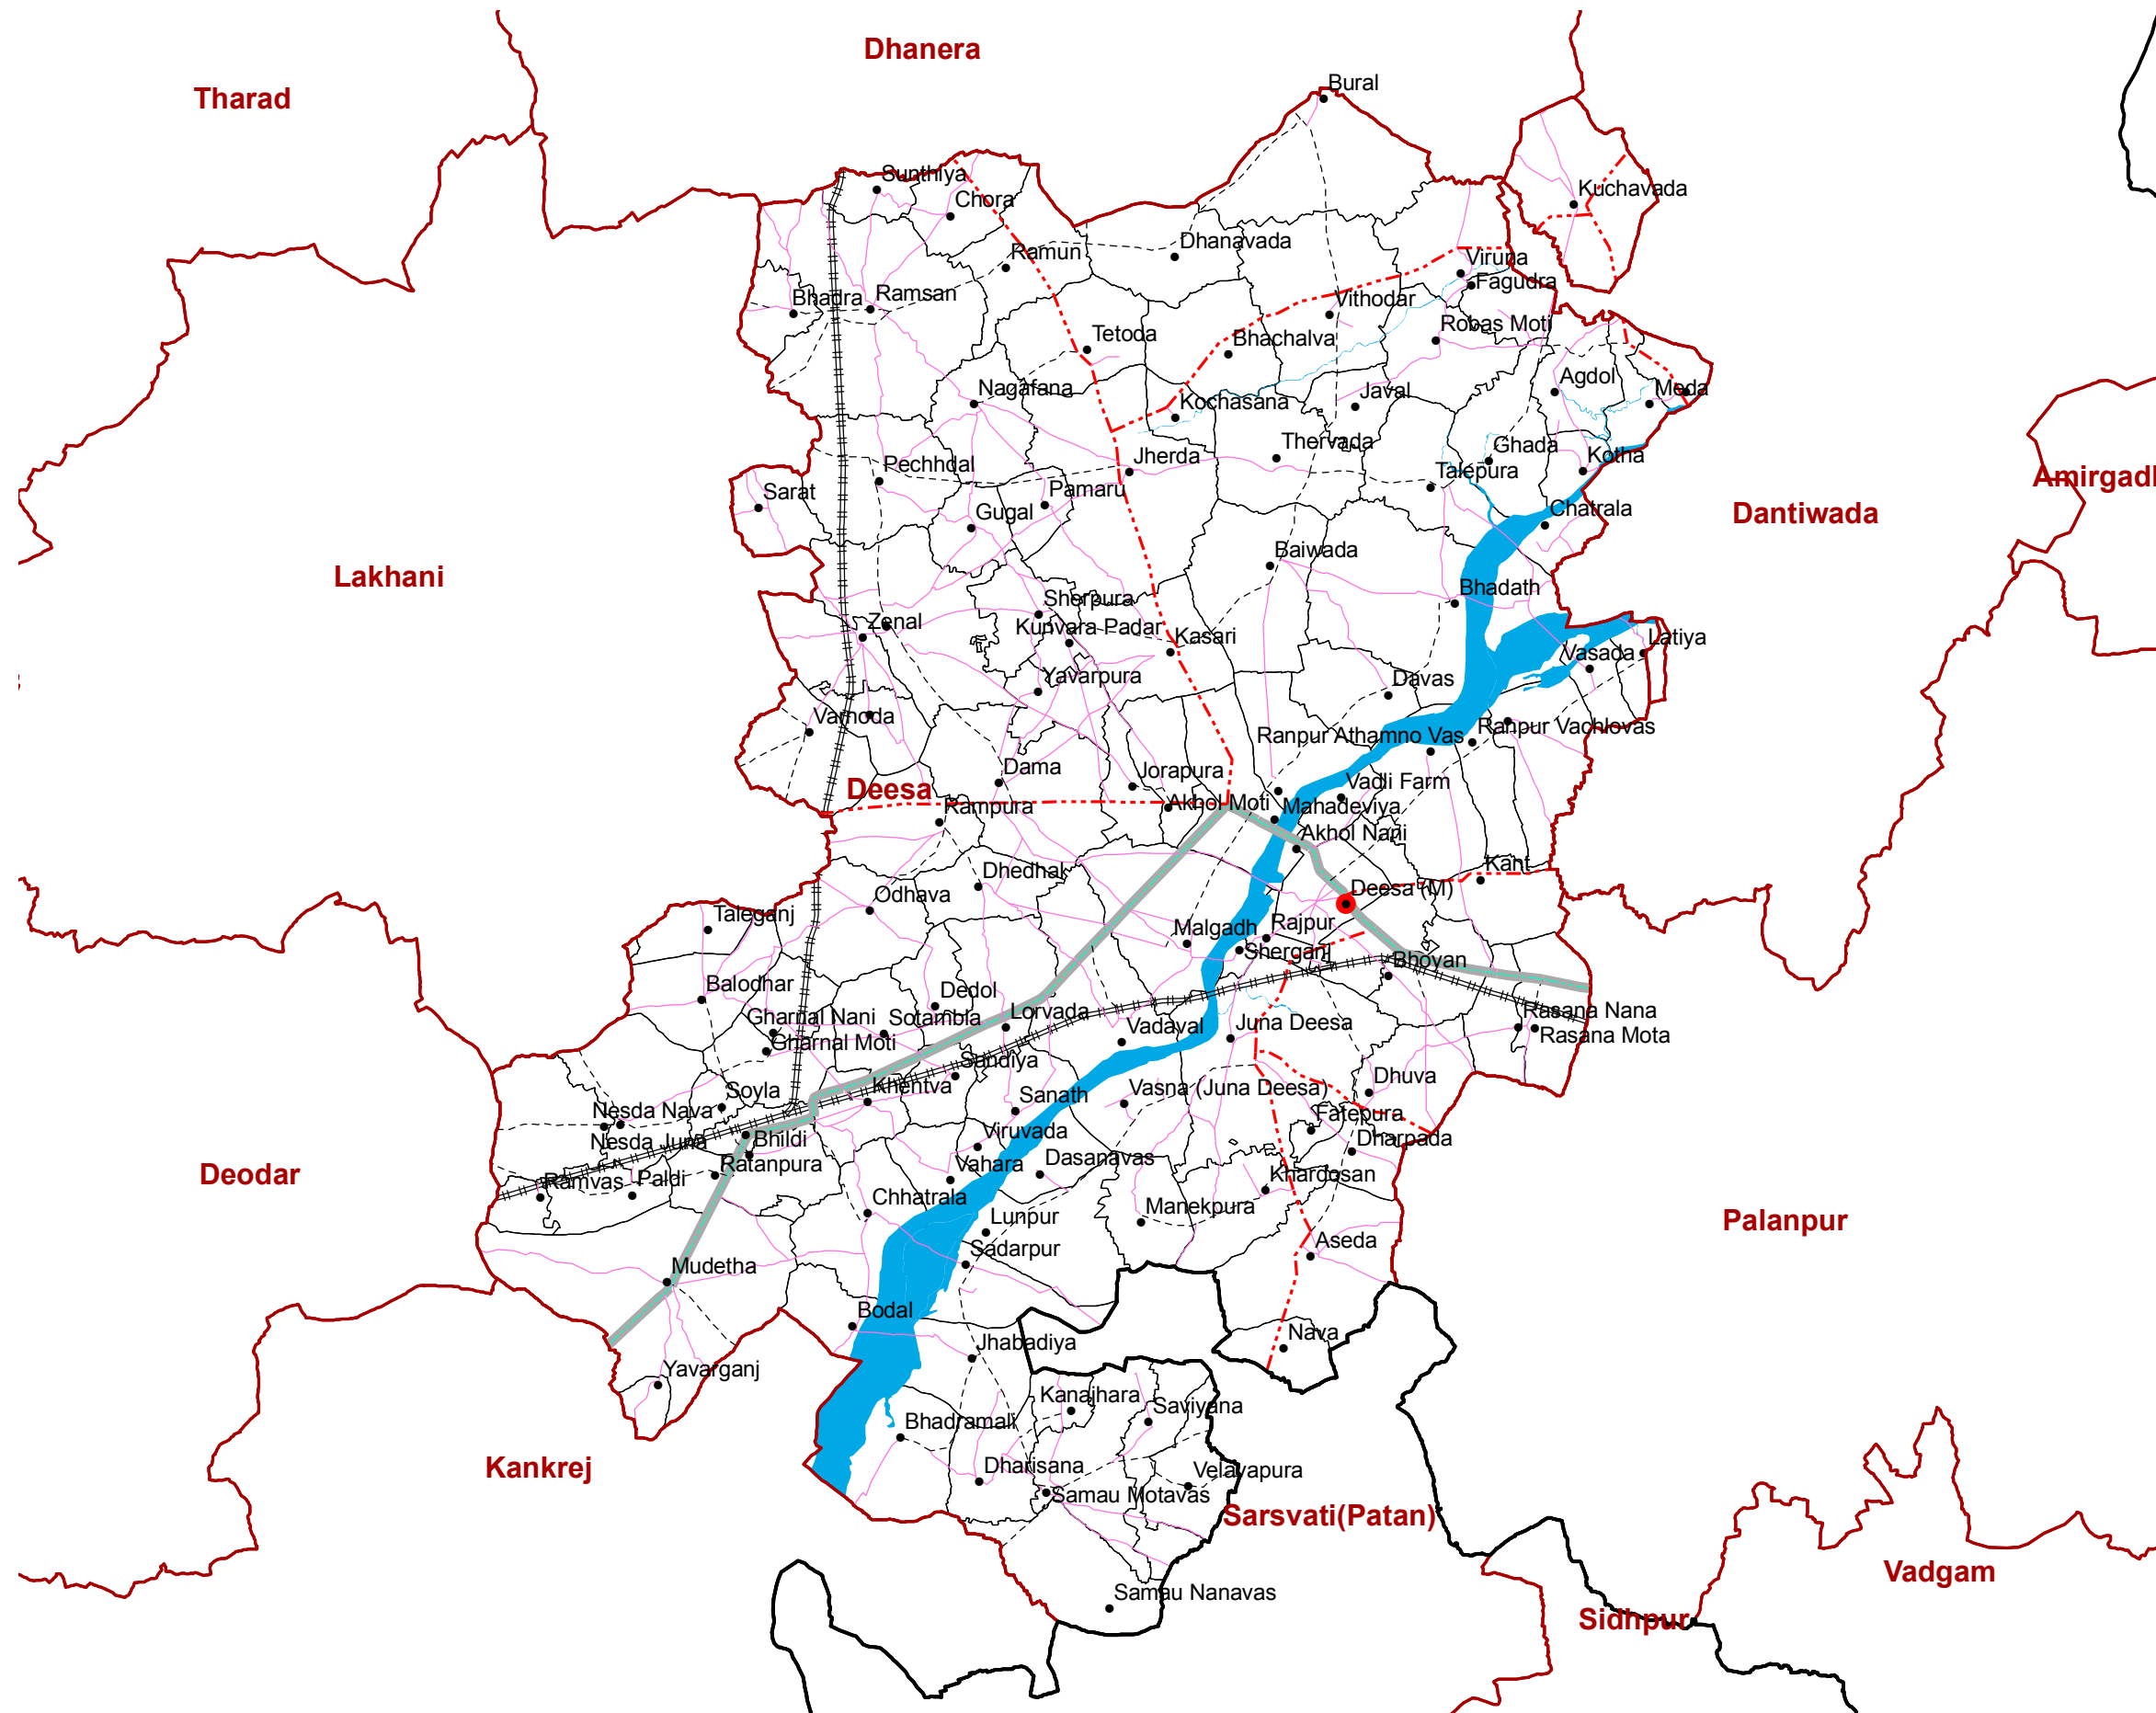 Dhanera
Tharad
Bural
Sunthiya
Kuchavada
Chora
Dhanavada
Ramun
Viruna
Fagudra
Bhadra
Ramsan
Vithodar
Robas Moti
Tetoda
Bhachalva
Agdol
Meda
Nagafana
Javal
Kochasana
Thervada
Ghada
Kotha
Jherda
Pechhdal
Talepura
Amirgadh
Sarat
Pamaru
Gugal
Chatrala
Dantiwada
Baiwada
Lakhani
Bhadath
Sherpura
Zenal
Kunvara Padar
Kasari
Latiya
Vasada
Yavarpura
Davas
Varnoda
Ranpur Athamno Vas
Ranpur Vachlovas
Dama
Jorapura
Vadli Farm
Deesa
Rampura
Akhol Moti
Mahadeviya
Akhol Nani
Kant
Dhedhal
Deesa (M)
Odhava
Taleganj
Malgadh
Rajpur
Sherganj
Bhoyan
Balodhar
Dedol
Rasana Nana
Gharnal Nani
Sotambla
Lorvada
Vadaval
Juna Deesa
Rasana Mota
Gharnal Moti
Sandiya
Khentva
Dhuva
Soyla
Sanath
Vasna (Juna Deesa)
Nesda Nava
Fatepura
Nesda Juna
Bhildi
Viruvada
Dharpada
Ratanpura
Vahara
Dasanavas
Deodar
Ramvas
Paldi
Khardosan
Chhatrala
Manekpura
Lunpur
Palanpur
Sadarpur
Aseda
Mudetha
Bodal
Jhabadiya
Nava
Yavarganj
Kanajhara
Saviyana
Bhadramali
Kankrej
Dharisana
Velavapura
Samau Motavas
Sarsvati(Patan)
Vadgam
Samau Nanavas
Sidhpur